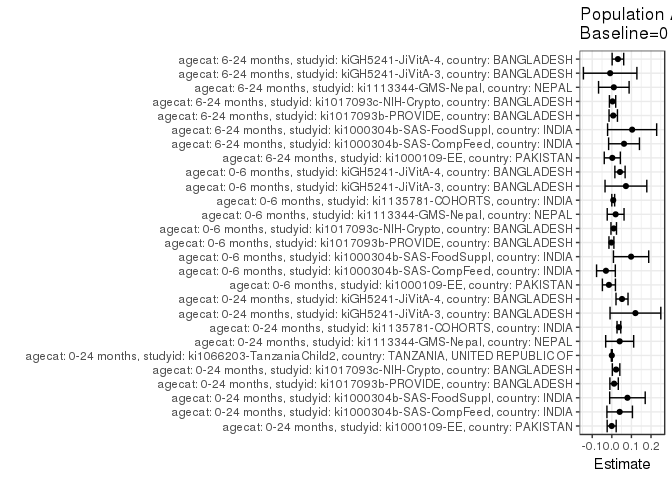 Population
Baseline=0
agecat: 6-24 months, studyid: kiGH5241-JiVitA-4, country: BANGLADESH
agecat: 6-24 months, studyid: kiGH5241-JiVitA-3, country: BANGLADESH
agecat: 6-24 months, studyid: ki1113344-GMS-Nepal, country: NEPAL
agecat: 6-24 months, studyid: ki1017093c-NIH-Crypto, country: BANGLADESH
agecat: 6-24 months, studyid: ki1017093b-PROVIDE, country: BANGLADESH
agecat: 6-24 months, studyid: ki1000304b-SAS-FoodSuppl, country: INDIA
agecat: 6-24 months, studyid: ki1000304b-SAS-CompFeed, country: INDIA
agecat: 6-24 months, studyid: ki1000109-EE, country: PAKISTAN
agecat: 0-6 months, studyid: kiGH5241-JiVitA-4, country: BANGLADESH
agecat: 0-6 months, studyid: kiGH5241-JiVitA-3, country: BANGLADESH
agecat: 0-6 months, studyid: ki1135781-COHORTS, country: INDIA
agecat: 0-6 months, studyid: ki1113344-GMS-Nepal, country: NEPAL
agecat: 0-6 months, studyid: ki1017093c-NIH-Crypto, country: BANGLADESH
agecat: 0-6 months, studyid: ki1017093b-PROVIDE, country: BANGLADESH
agecat: 0-6 months, studyid: ki1000304b-SAS-FoodSuppl, country: INDIA
agecat: 0-6 months, studyid: ki1000304b-SAS-CompFeed, country: INDIA
agecat: 0-6 months, studyid: ki1000109-EE, country: PAKISTAN
agecat: 0-24 months, studyid: kiGH5241-JiVitA-4, country: BANGLADESH
agecat: 0-24 months, studyid: kiGH5241-JiVitA-3, country: BANGLADESH
agecat: 0-24 months, studyid: ki1135781-COHORTS, country: INDIA
agecat: 0-24 months, studyid: ki1113344-GMS-Nepal, country: NEPAL
agecat: 0-24 months, studyid: ki1066203-TanzaniaChild2, country: TANZANIA, UNITED REPUBLIC OF
agecat: 0-24 months, studyid: ki1017093c-NIH-Crypto, country: BANGLADESH
agecat: 0-24 months, studyid: ki1017093b-PROVIDE, country: BANGLADESH
agecat: 0-24 months, studyid: ki1000304b-SAS-FoodSuppl, country: INDIA
agecat: 0-24 months, studyid: ki1000304b-SAS-CompFeed, country: INDIA
agecat: 0-24 months, studyid: ki1000109-EE, country: PAKISTAN
-0.1 0.0 0.1 0.2
Estimate